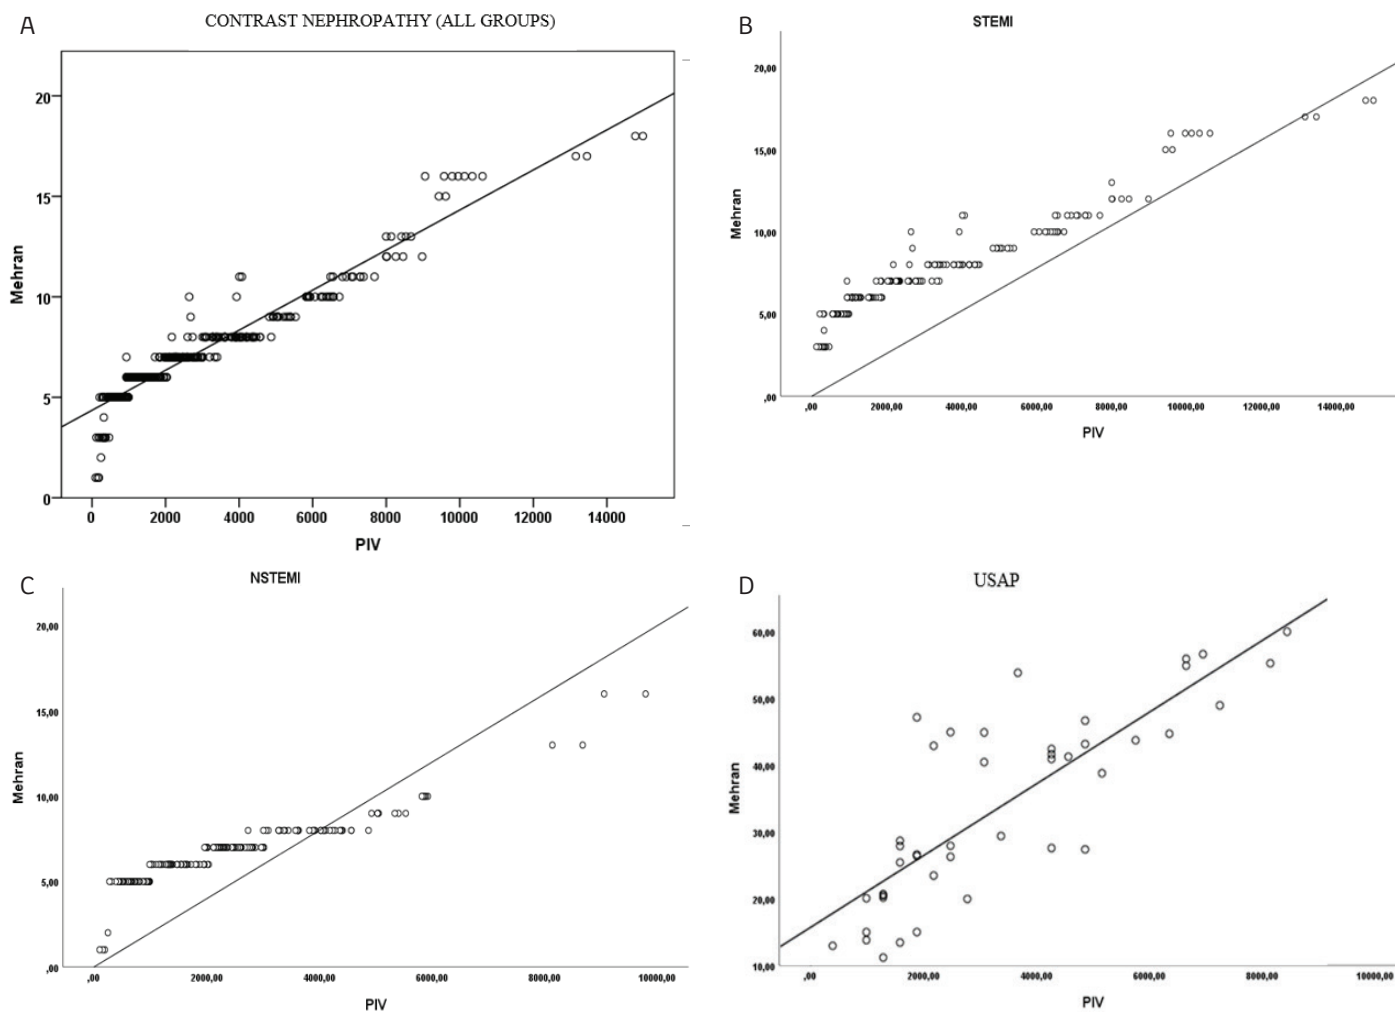 A
CONTRAST NEPHROPATHY (ALL GROUPS)
20
15
10
5
0
Mehran
0 2000 4000 6000 8000 10000 12000 14000
PIV
B
STEMI
20,00
15,00
10,00
5,00
,00
Mehran
,00 2000,00 4000,00 6000,00 8000,00 10000,00 12000,00 14000,00
PIV
C
NSTEMI
20,00
15,00
10,00
5,00
,00
Mehran
,00 2000,00 4000,00 6000,00 8000,00 10000,00
PIV
D
USAP
60,00
50,00
40,00
30,00
20,00
10,00
Mehran
,00 2000,00 4000,00 6000,00 8000,00 10000,00
PIV